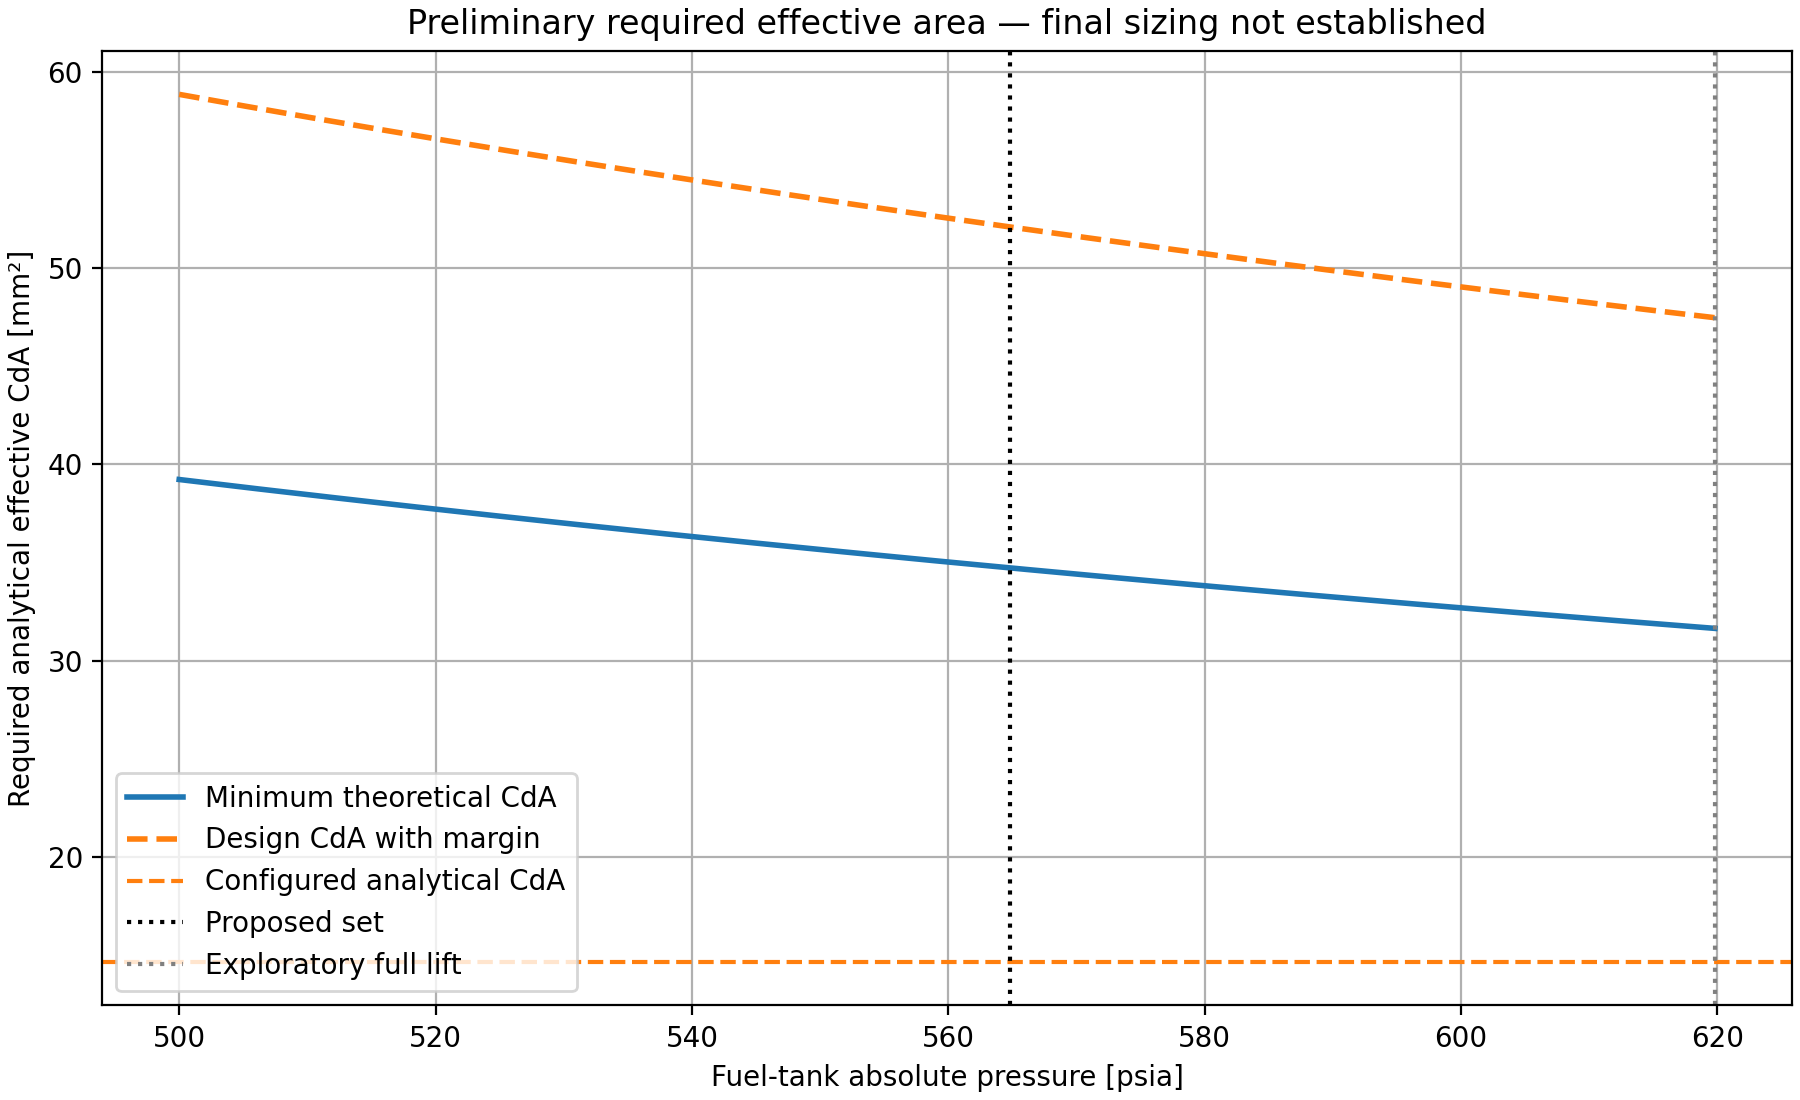 Preliminary required effective area — final sizing not established
60
50
40
30
20
Required analytical effective CdA [mm²]
Minimum theoretical CdA
Design CdA with margin
Configured analytical CdA
Proposed set
Exploratory full lift
500 520 540 560 580 600 620
Fuel-tank absolute pressure [psia]